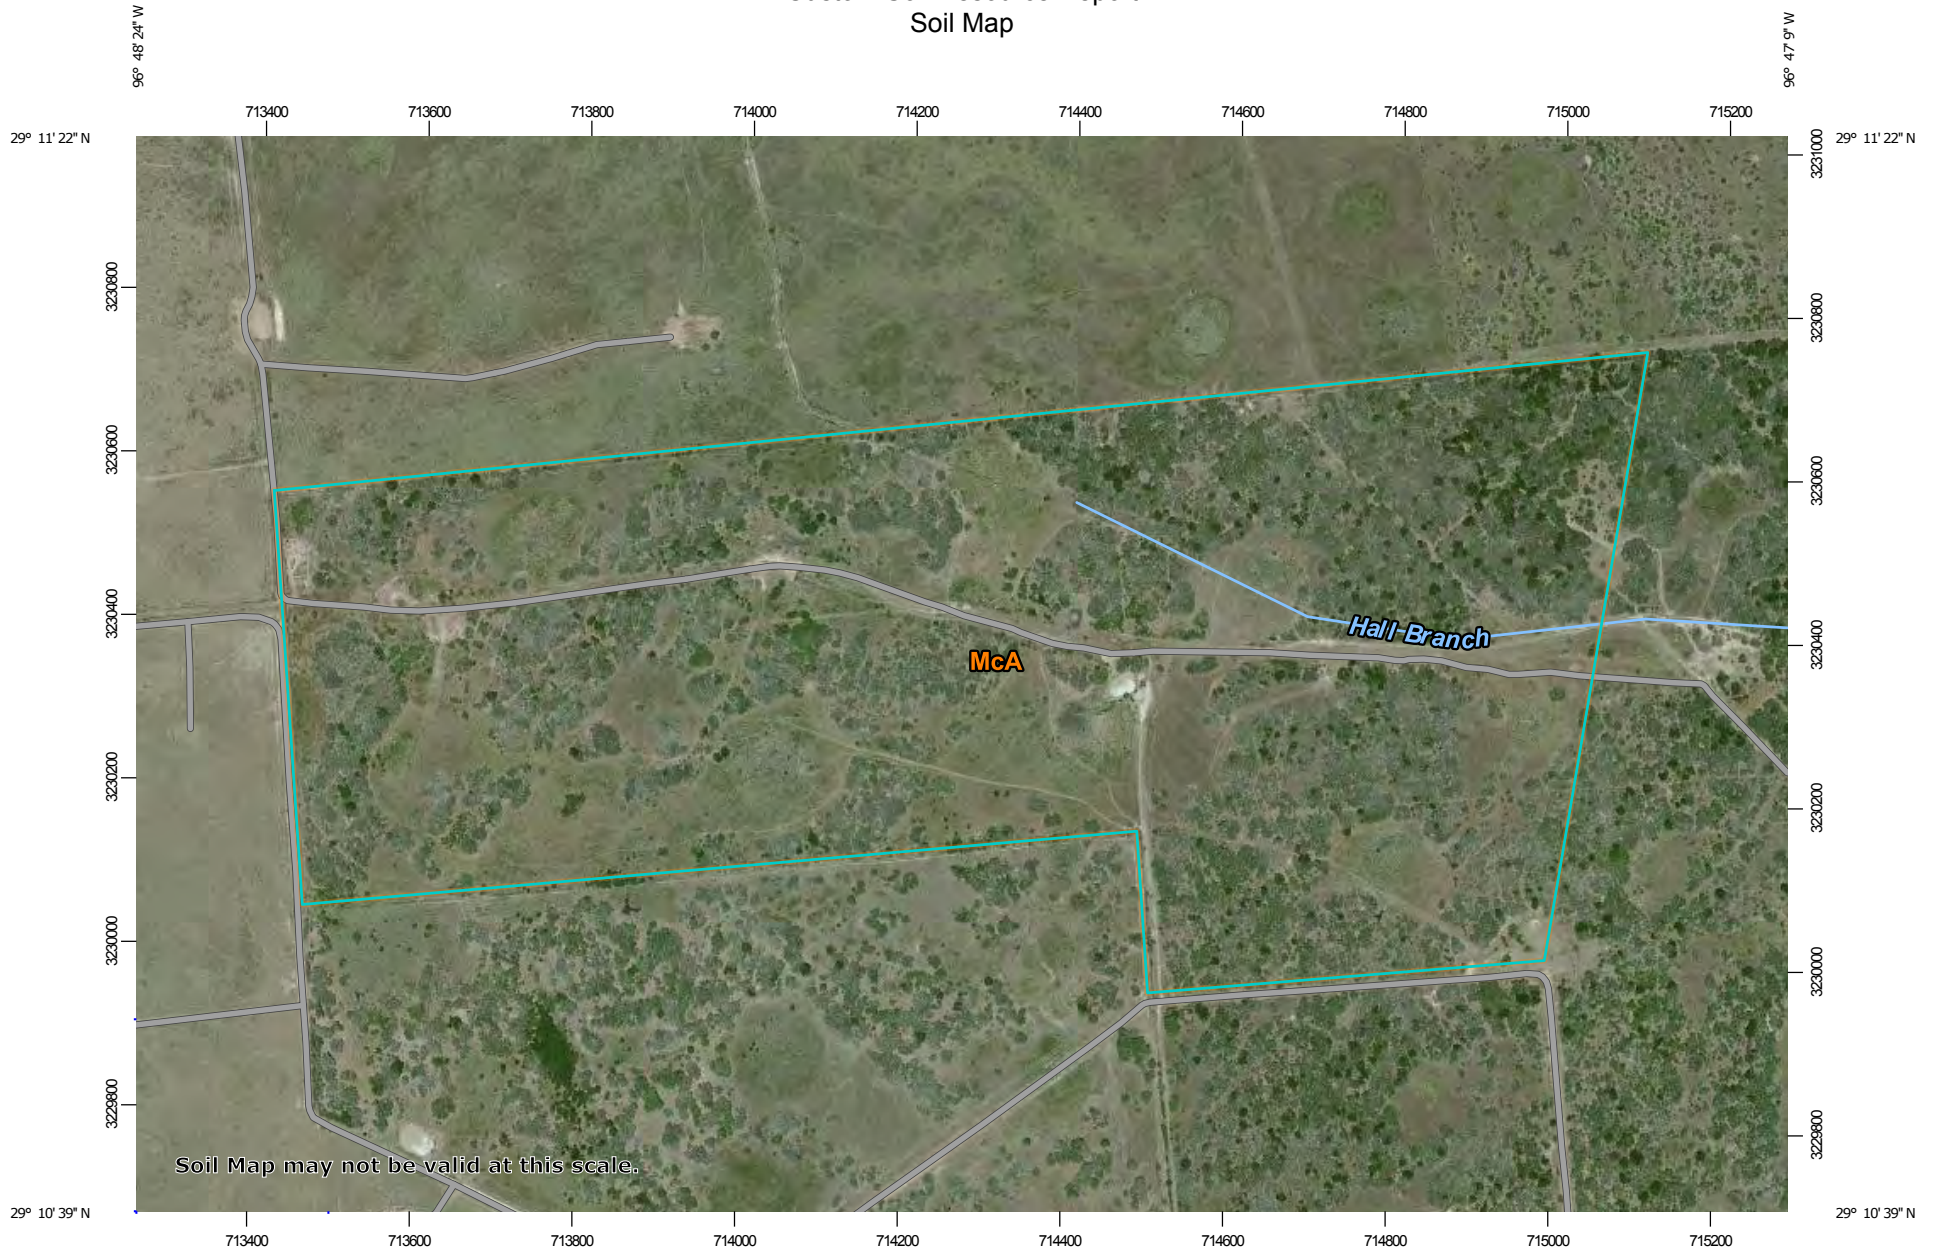 Soil Map
96° 48' 24" W
96° 47' 9" W
713400 713600 713800 714000 714200 714400 714600 714800 715000 715200
29° 11' 22" N
29° 11' 22" N
3231000
3230800
3230800
3230600
3230600
3230400
3230400
Hall Branch
McA
3230200
3230200
3230000
3230000
3229800
3229800
Soil Map may not be valid at this scale.
29° 10' 39" N
29° 10' 39" N
713400 713600 713800 714000 714200 714400 714600 714800 715000 715200